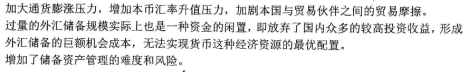 加大通货膨胀压力，增加本币汇率升值压力，加剧本国与贸易伙伴之间的贸易摩擦。
过量的外汇储备规模实际上也是一种资金的闲置，即放弃了国内众多的较高投资收益，形成
外汇储备的巨额机会成本，无法实现货币这种经济资源的最优配置。
增加了储备资产管理的难度和风险。